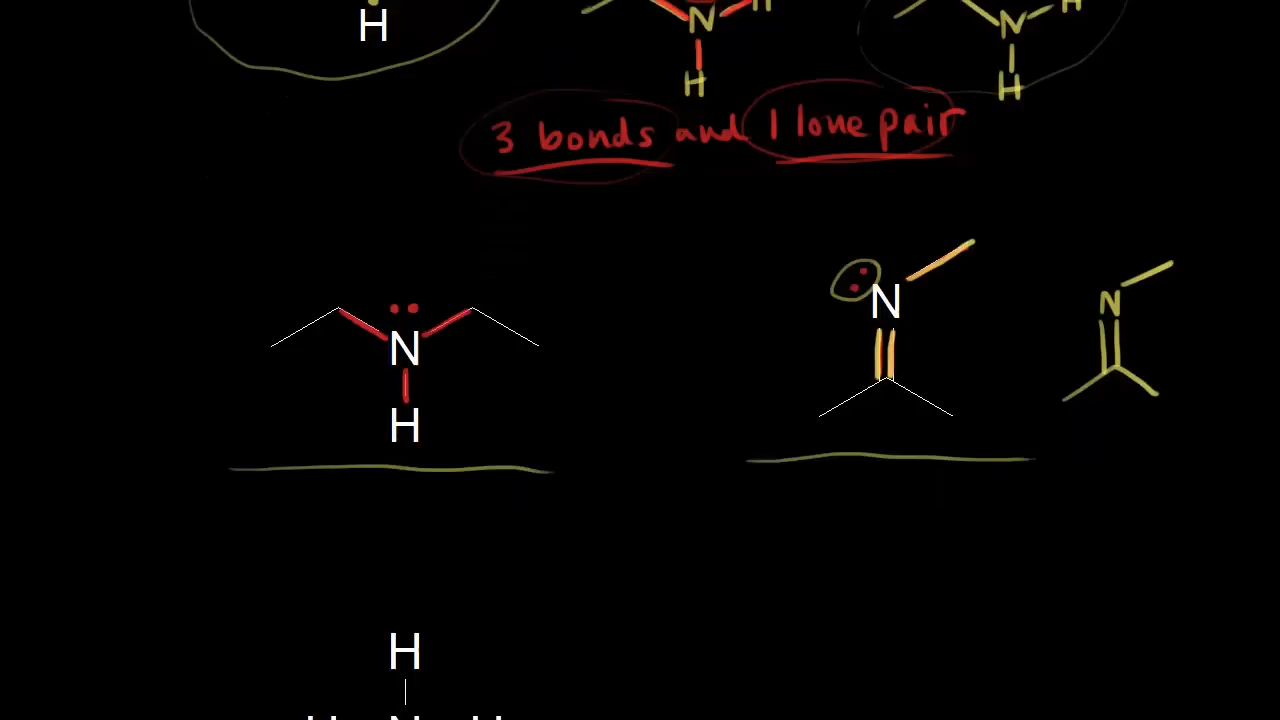 H N H N H
H H
3 bonds and 1 lone pair
N N
N
H
H
H N H